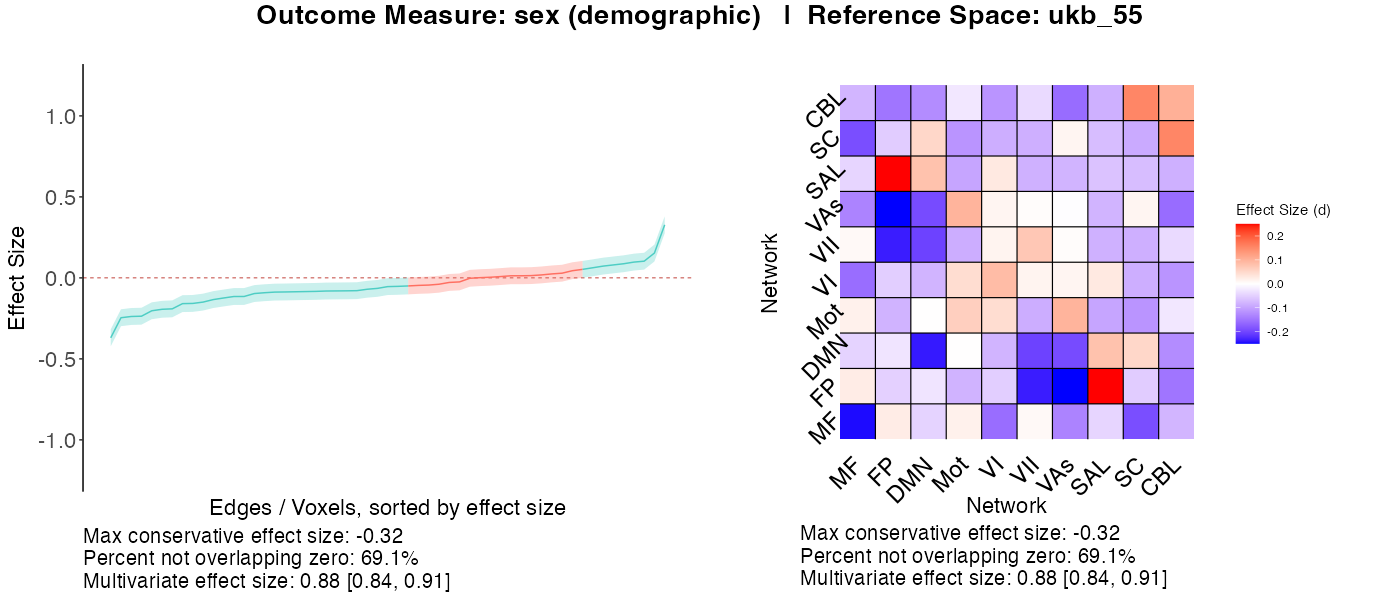 Outcome Measure: sex (demographic) | Reference Space: ukb_55
Effect Size
1.0
0.5
0.0
-0.5
-1.0
Edges / Voxels, sorted by effect size
Max conservative effect size: -0.32
Percent not overlapping zero: 69.1%
Multivariate effect size: 0.88 [0.84, 0.91]
Network
CBL
SC
SAL
VAs
VII
VI
Mot
DMN
FP
MF
MF FP DMN Mot VI VII VAs SAL SC CBL
Network
Max conservative effect size: -0.32
Percent not overlapping zero: 69.1%
Multivariate effect size: 0.88 [0.84, 0.91]
Effect Size (d)
0.2
0.1
0.0
-0.1
-0.2